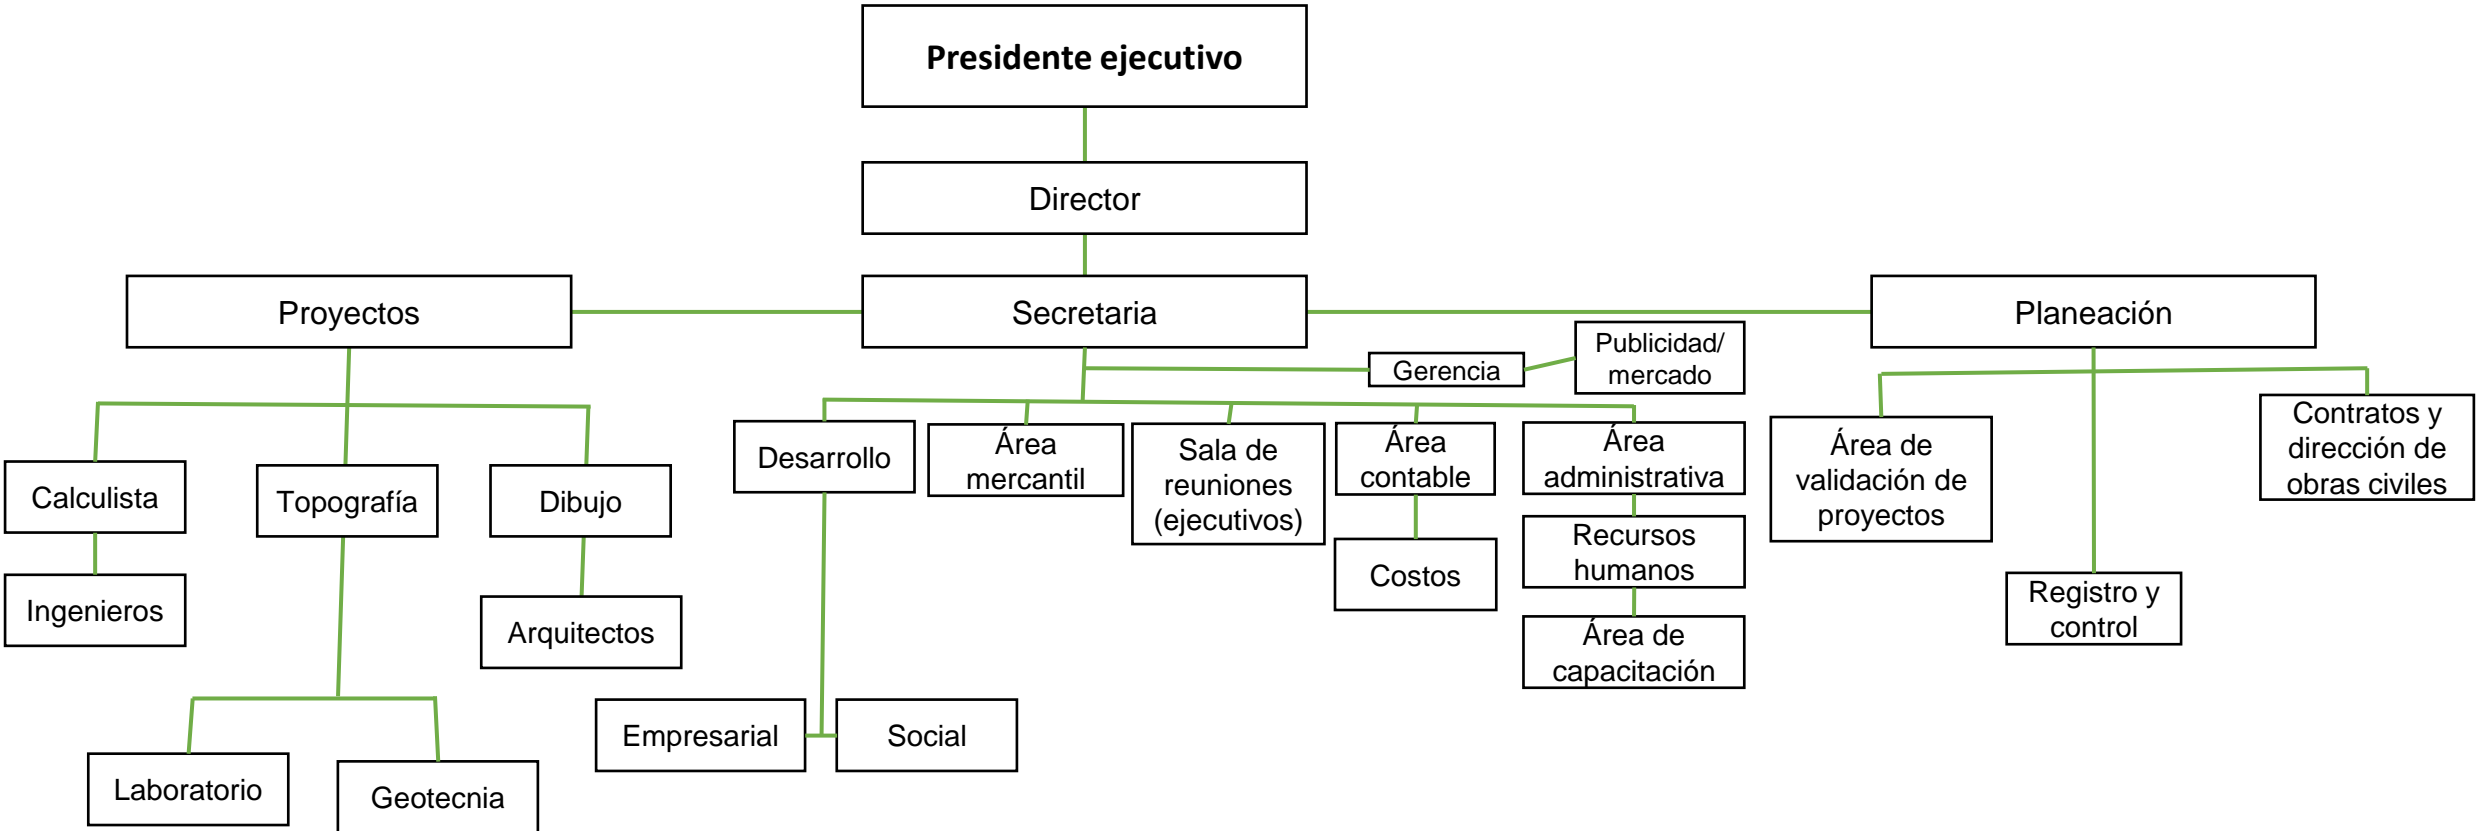 Presidente ejecutivo
Director
Proyectos
Secretaria
Planeación
Gerencia
Publicidad/
mercado
Calculista
Topografía
Dibujo
Desarrollo
Área
mercantil
Sala de
reuniones
(ejecutivos)
Área
contable
Área
administrativa
Área de
validación de
proyectos
Contratos y
dirección de
obras civiles
Ingenieros
Arquitectos
Costos
Recursos
humanos
Registro y
control
Área de
capacitación
Empresarial
Social
Laboratorio
Geotecnia